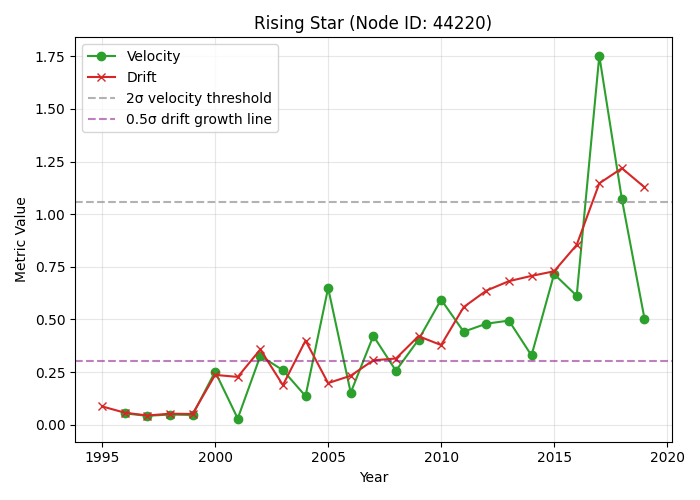 Rising Star (Node ID: 44220)
Velocity
Drift
2σ velocity threshold
0.5σ drift growth line
Metric Value
1.75
1.50
1.25
1.00
0.75
0.50
0.25
0.00
1995
2000
2005
2010
2015
2020
Year